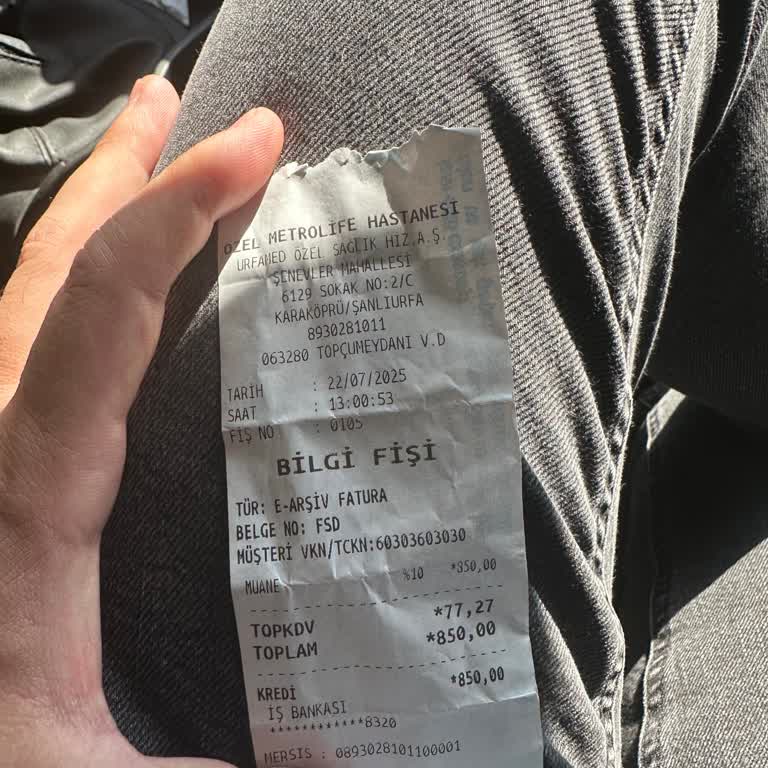 ÖZEL METROLİFE HASTANESİ
URFAMED ÖZEL SAĞLIK HİZ.A.Ş.
ŞENEVLER MAHALLESİ
6129 SOKAK NO:2/C
KARAKÖPRÜ/ŞANLIURFA
8930281011
063280 TOPÇUMEYDANI V.D
TARİH : 22/07/2025
SAAT : 13:00:53
FİŞ NO : 0105
BİLGİ FİŞİ
TÜR: E-ARŞİV FATURA
BELGE NO: FSD
MÜŞTERİ VKN/TCKN:60303603030
MUANE %10 *850,00
TOPKDV *77,27
TOPLAM *850,00
KREDİ *850,00
İŞ BANKASI
************8320
MERSIS : 0893028101100001